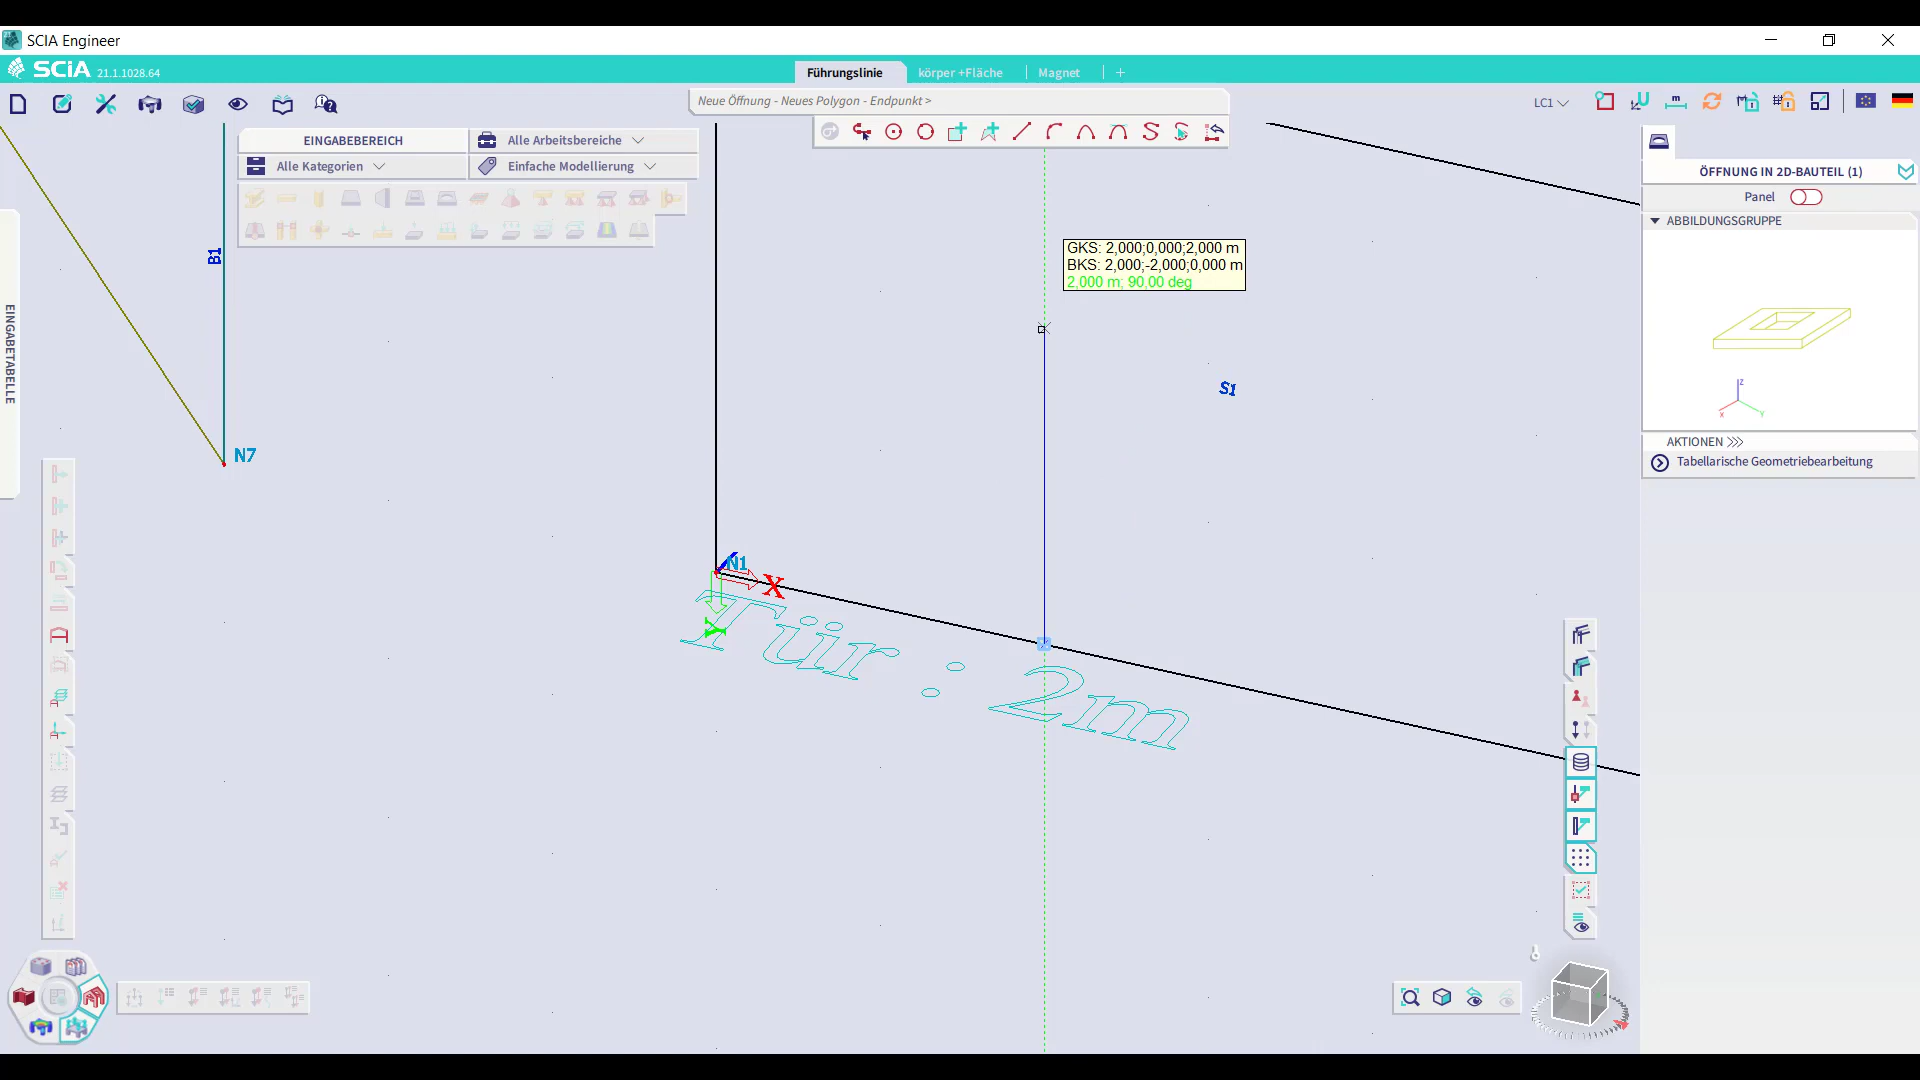 SCIA Engineer
SCiA 21.1.1028.64
Führungslinie
körper +Fläche
Magnet
+
Neue Öffnung - Neues Polygon - Endpunkt >
LC1
EINGABEBEREICH
Alle Arbeitsbereiche
Alle Kategorien
Einfache Modellierung
ÖFFNUNG IN 2D-BAUTEIL (1)
Panel
ABBILDUNGSGRUPPE
z
x
y
AKTIONEN >>>
Tabellarische Geometriebearbeitung
EINGABETABELLE
B1
N7
GKS: 2,000;0,000;2,000 m
BKS: 2,000;-2,000;0,000 m
2,000 m; 90,00 deg
S1
N1
X
Y
Tür : 2m